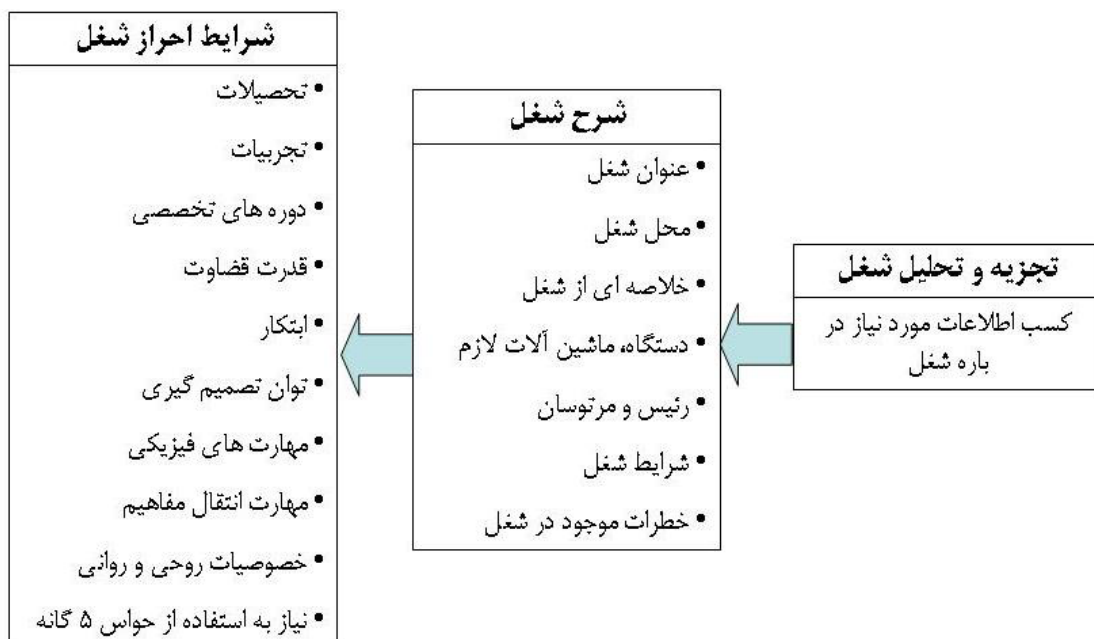 تجزیه و تحلیل شغل
کسب اطلاعات مورد نیاز در
باره شغل
شرح شغل
• عنوان شغل
• محل شغل
• خلاصه ای از شغل
• دستگاه، ماشین آلات لازم
• رئیس و مرتوسان
• شرایط شغل
• خطرات موجود در شغل
شرایط احراز شغل
• تحصیلات
• تجربیات
• دوره های تخصصی
• قدرت قضاوت
• ابتکار
• توان تصمیم گیری
• مهارت های فیزیکی
• مهارت انتقال مفاهیم
• خصوصیات روحی و روانی
• نیاز به استفاده از حواس ۵ گانه